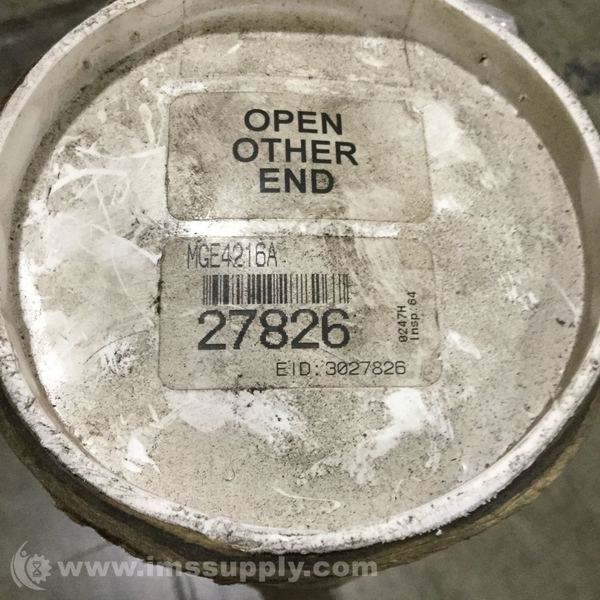 OPEN
OTHER
END
MGE4216A
27826
0247H
Insp.64
EID:3027826
www.imssupply.com